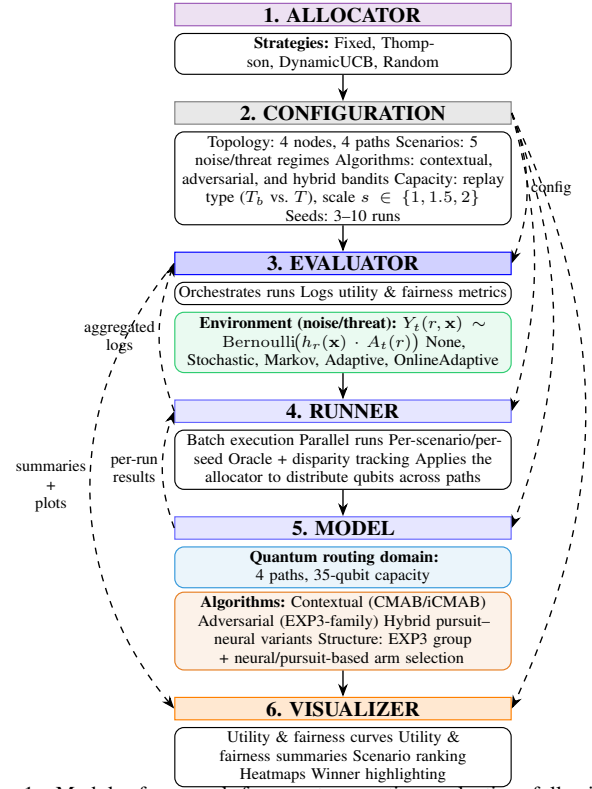 1. ALLOCATOR
Strategies: Fixed, Thomp-
son, DynamicUCB, Random
2. CONFIGURATION
Topology: 4 nodes, 4 paths Scenarios: 5
noise/threat regimes Algorithms: contextual,
adversarial, and hybrid bandits Capacity: replay
type (T_b vs. T), scale s ∈ {1, 1.5, 2}
Seeds: 3–10 runs
config
3. EVALUATOR
Orchestrates runs Logs utility & fairness metrics
Environment (noise/threat): Y_t(r, x) ∼
Bernoulli(h_r(x) · A_t(r)) None,
Stochastic, Markov, Adaptive, OnlineAdaptive
aggregated
logs
4. RUNNER
Batch execution Parallel runs Per-scenario/per-
seed Oracle + disparity tracking Applies the
allocator to distribute qubits across paths
summaries
+
plots
per-run
results
5. MODEL
Quantum routing domain:
4 paths, 35-qubit capacity
Algorithms: Contextual (CMAB/iCMAB)
Adversarial (EXP3-family) Hybrid pursuit–
neural variants Structure: EXP3 group
+ neural/pursuit-based arm selection
6. VISUALIZER
Utility & fairness curves Utility &
fairness summaries Scenario ranking
Heatmaps Winner highlighting